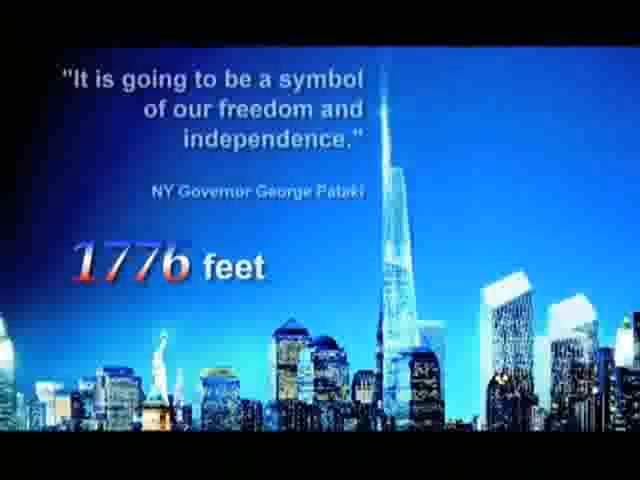 "It is going to be a symbol
of our freedom and
independence."
NY Governor George Pataki
1776 feet